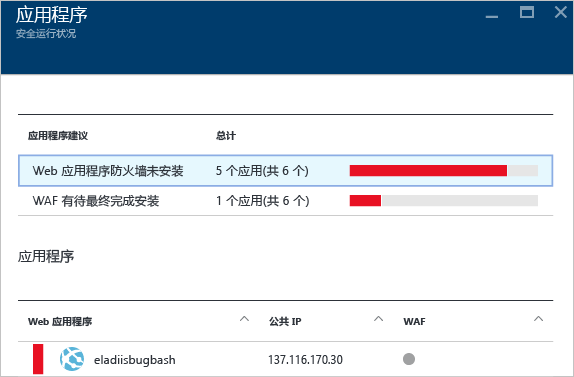 应用程序
安全运行状况
应用程序建议 总计
Web 应用程序防火墙未安装 5 个应用(共 6 个)
WAF 有待最终完成安装 1 个应用(共 6 个)
应用程序
Web 应用程序 公共 IP WAF
eladiisbugbash 137.116.170.30